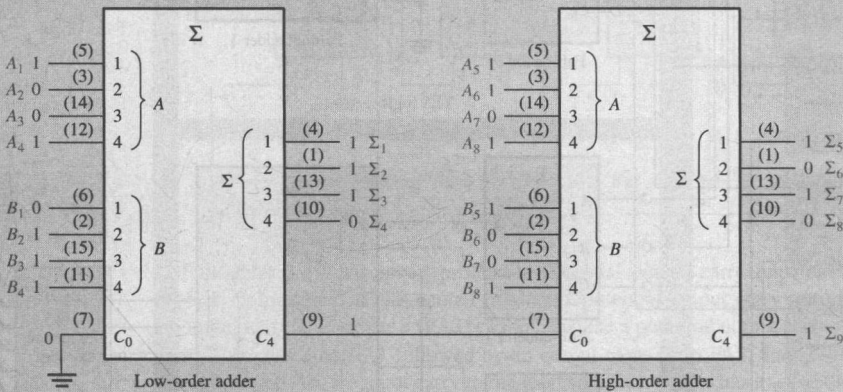 Σ
(5)
A₁ 1 1
(3)
A₂ 0 2
(14)
A₃ 0 3
(12)
A₄ 1 4
A
(6)
B₁ 0 1
(2)
B₂ 1 2
(15)
B₃ 1 3
(11)
B₄ 1 4
B
(7)
0 C₀
Σ
1 (4) 1 Σ₁
2 (1) 1 Σ₂
3 (13) 1 Σ₃
4 (10) 0 Σ₄
C₄ (9) 1
Low-order adder
Σ
(5)
A₅ 1 1
(3)
A₆ 1 2
(14)
A₇ 0 3
(12)
A₈ 1 4
A
(6)
B₅ 1 1
(2)
B₆ 0 2
(15)
B₇ 0 3
(11)
B₈ 1 4
B
(7)
C₀
Σ
1 (4) 1 Σ₅
2 (1) 0 Σ₆
3 (13) 1 Σ₇
4 (10) 0 Σ₈
C₄ (9) 1 Σ₉
High-order adder